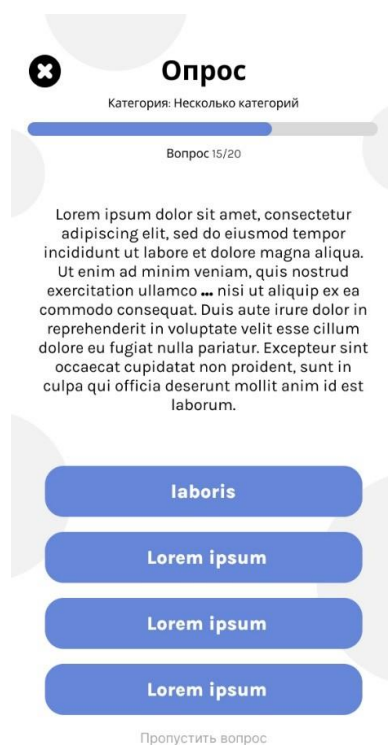 Опрос
Категория: Несколько категорий
Вопрос 15/20
Lorem ipsum dolor sit amet, consectetur
adipiscing elit, sed do eiusmod tempor
incididunt ut labore et dolore magna aliqua.
Ut enim ad minim veniam, quis nostrud
exercitation ullamco ... nisi ut aliquip ex ea
commodo consequat. Duis aute irure dolor in
reprehenderit in voluptate velit esse cillum
dolore eu fugiat nulla pariatur. Excepteur sint
occaecat cupidatat non proident, sunt in
culpa qui officia deserunt mollit anim id est
laborum.
laboris
Lorem ipsum
Lorem ipsum
Lorem ipsum
Пропустить вопрос